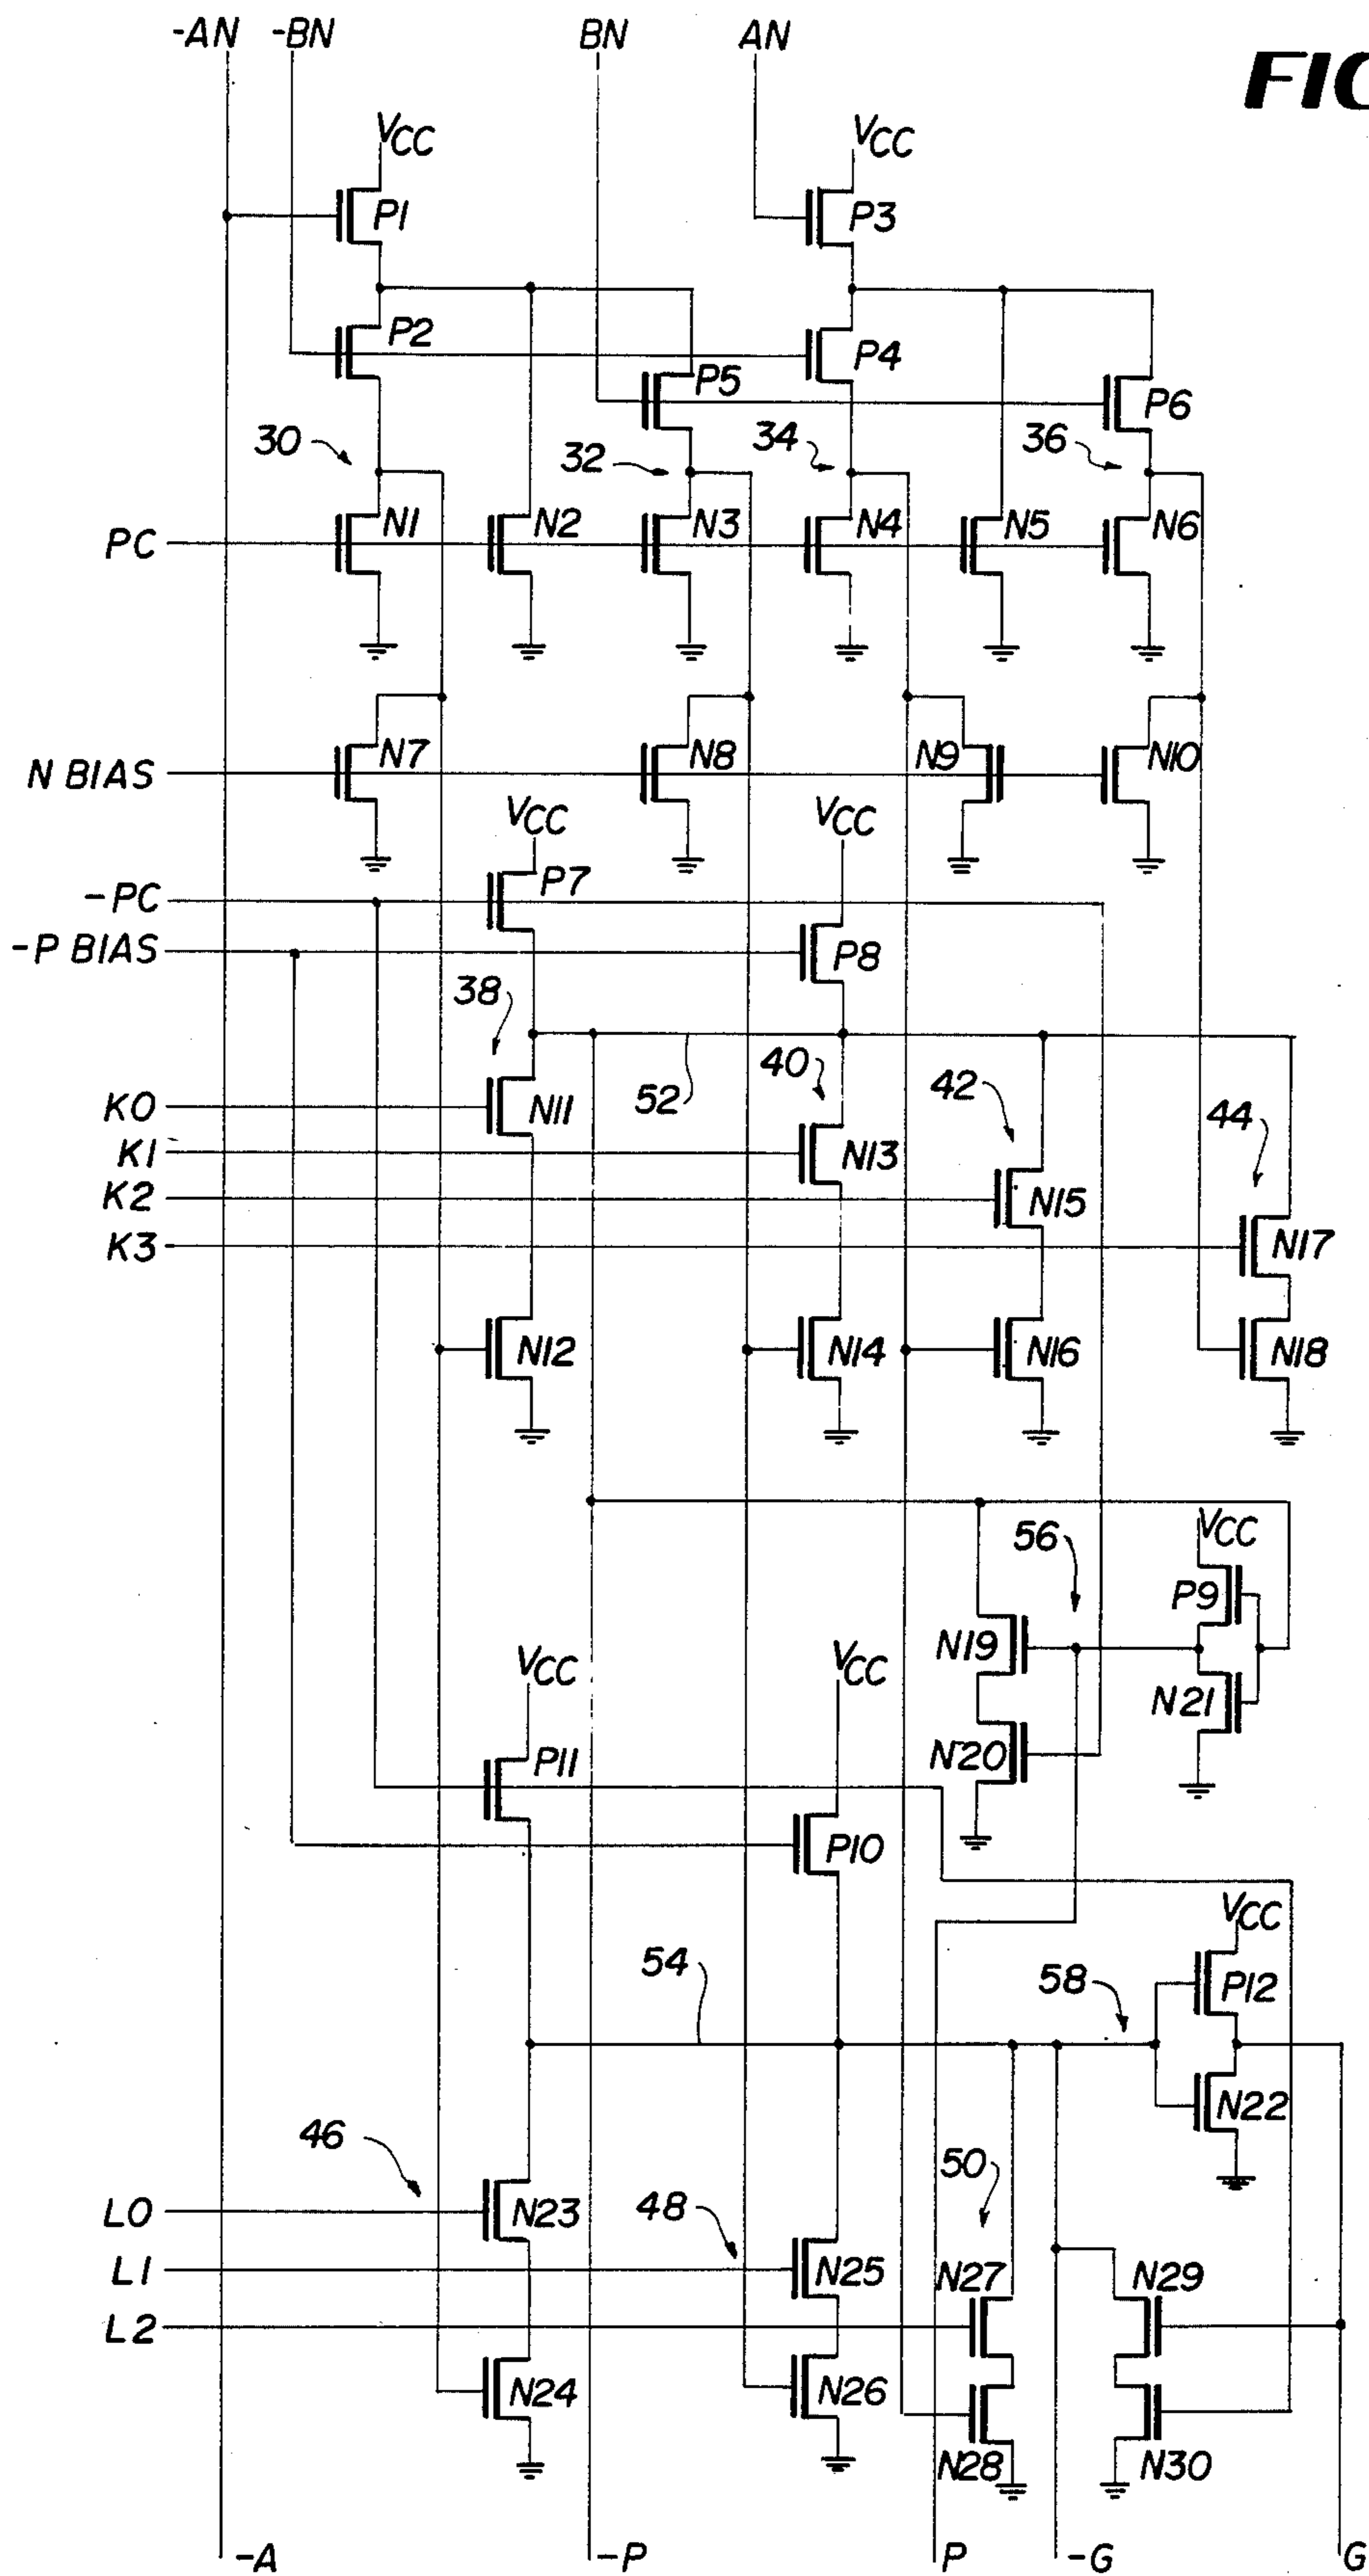 -AN -BN BN AN
FIG
VCC VCC
P1 P3
P2 P4
P5 P6
30 32 34 36
PC N1 N2 N3 N4 N5 N6
N BIAS N7 N8 N9 N10
VCC VCC
-PC P7
-P BIAS P8
38
52 40 42 44
K0 N11
K1 N13
K2 N15
K3 N17
N12 N14 N16 N18
56 VCC
P9
VCC VCC N19
N21
P11 N20
P10
VCC
54 58 P12
N22
46 50
L0 N23 48
L1 N25 N27 N29
L2
N24 N26
N28 N30
-A -P P -G G